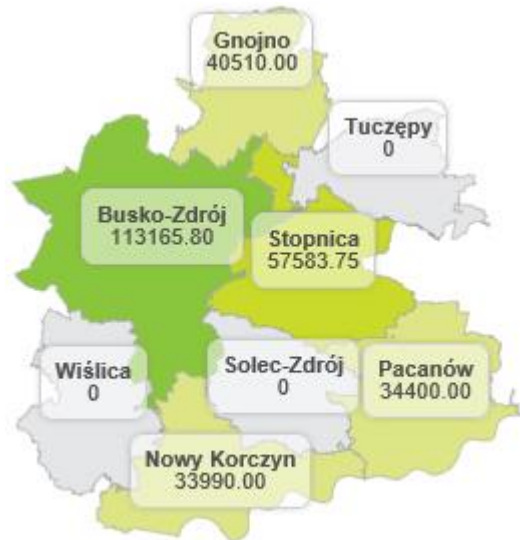 Gnojno
40510.00
Tuczępy
0
Busko-Zdrój
113165.80
Stopnica
57583.75
Wiślica
0
Solec-Zdrój
0
Pacanów
34400.00
Nowy Korczyn
33990.00